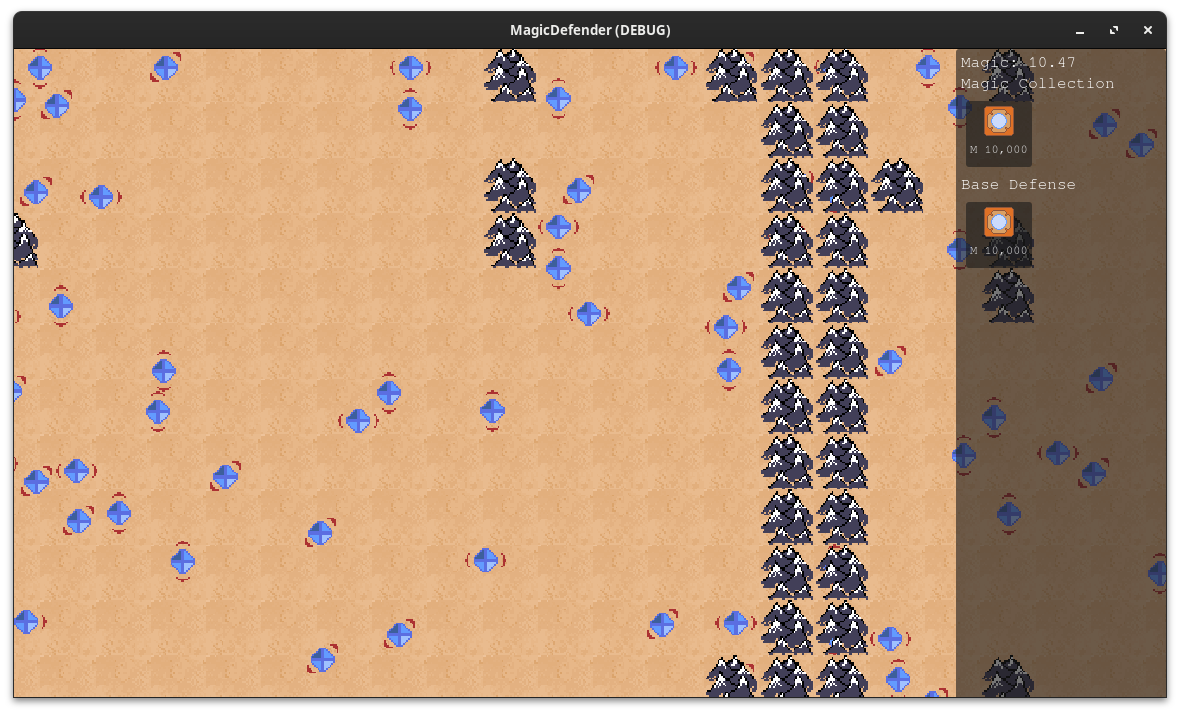 MagicDefender (DEBUG)
Magic: 10.47
Magic Collection
M 10,000
Base Defense
M 10,000